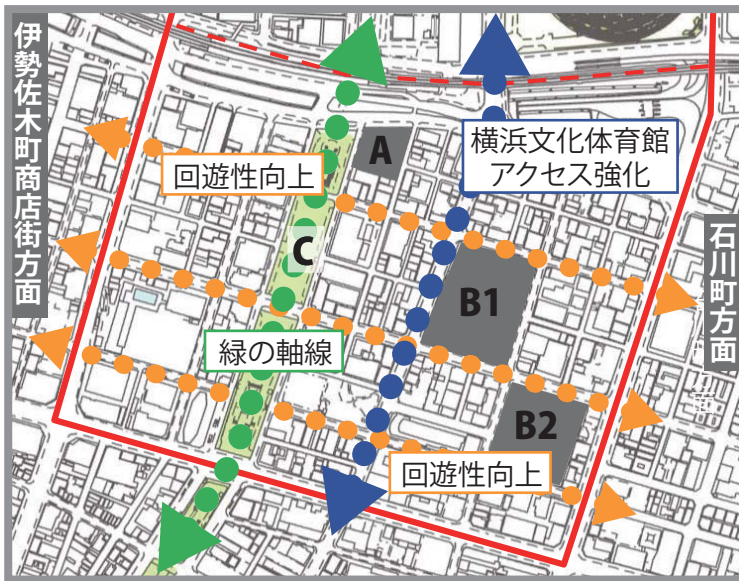 伊勢佐木町商店街方面
A
横浜文化体育館
アクセス強化
回遊性向上
C
石川町方面
B1
緑の軸線
B2
回遊性向上